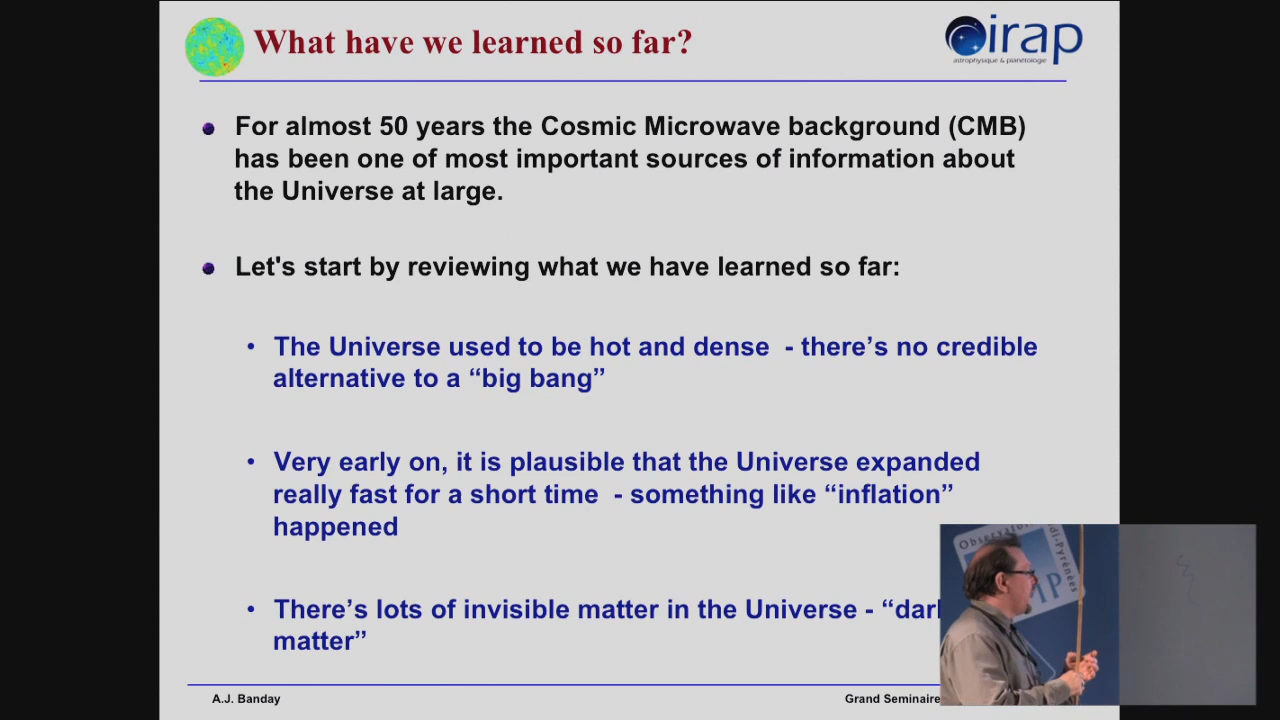 What have we learned so far?
irap
astrophysique & planétologie
For almost 50 years the Cosmic Microwave background (CMB)
has been one of most important sources of information about
the Universe at large.
Let's start by reviewing what we have learned so far:
The Universe used to be hot and dense - there’s no credible
alternative to a “big bang”
Very early on, it is plausible that the Universe expanded
really fast for a short time - something like “inflation”
happened
There’s lots of invisible matter in the Universe - “dar
matter”
A.J. Banday
Grand Seminaire